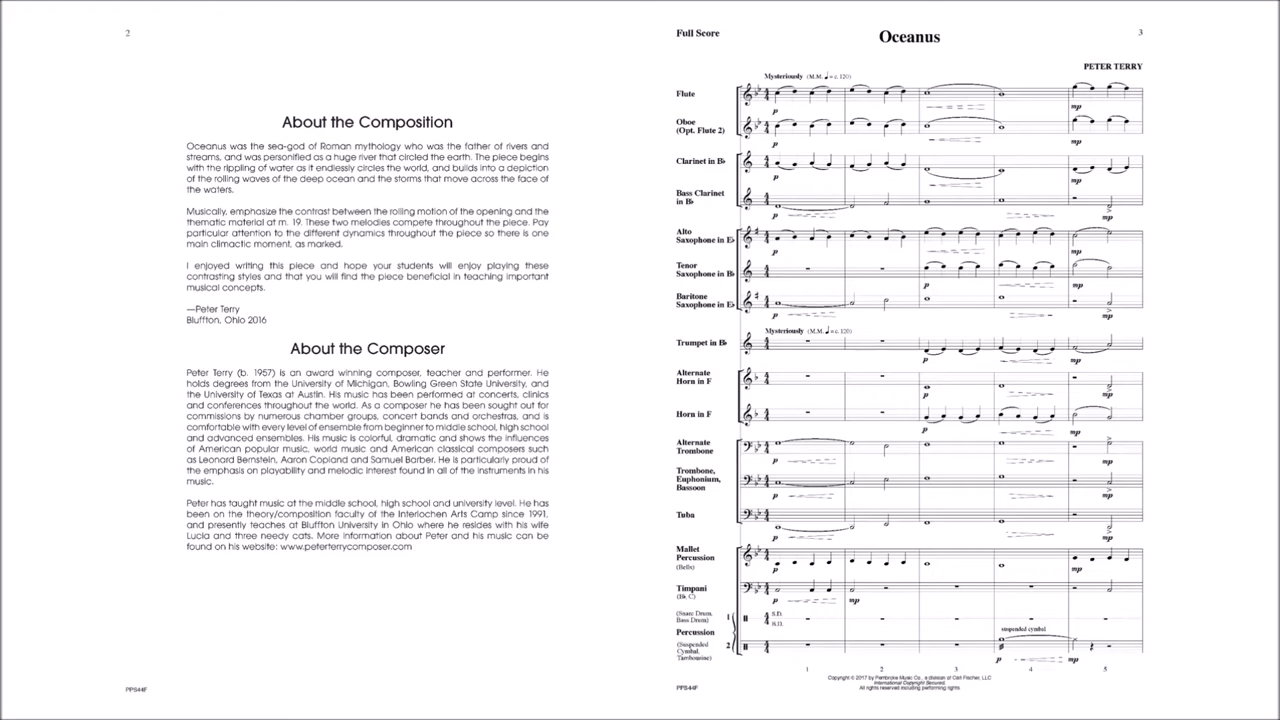 2
About the Composition
Oceanus was the sea god of Roman mythology who was the father of rivers and
streams, and was personified as a huge river that circled the earth. The piece begins
with the rippling of water as it endlessly circles the world, and builds into a depiction
of the rolling waves of the deep ocean and the storms that move across the face of
the waters.
Musically, emphasize the contrast between the rolling motion of the opening and the
thematic material at m. 19. These two melodies compete throughout the piece. Pay
particular attention to the different dynamics throughout the piece so there is one
main climactic moment, as marked.
I enjoyed writing this piece and hope your students will enjoy playing these
contrasting styles and that you will find the piece beneficial in teaching important
musical concepts.
—Peter Terry
Bluffton, Ohio 2016
About the Composer
Peter Terry (b. 1957) is an award winning composer, teacher and performer. He
holds degrees from the University of Michigan, Bowling Green State University, and
the University of Texas at Austin. His music has been performed at concerts, clinics
and conferences throughout the world. As a composer he has been sought out for
commissions by numerous chamber groups, concert bands and orchestras, and is
comfortable with every level of ensemble from beginner to middle school, high school
and advanced ensembles. His music is colorful, dramatic and shows the influences
of American popular music, world music and American classical composers such
as Leonard Bernstein, Aaron Copland and Samuel Barber. He is particularly proud of
the emphasis on playability and melodic interest found in all of the instruments in his
music.
Peter has taught music at the middle school, high school and university level. He has
been on the theory/composition faculty of the Interlochen Arts Camp since 1991,
and presently teaches at Bluffton University in Ohio where he resides with his wife
Lucia and three needy cats. More information about Peter and his music can be
found on his website: www.peterterrycomposer.com
PPS44F
Full Score
Oceanus
3
PETER TERRY
Mysteriously (M.M. ♩ = c. 120)
Flute
p
mp
Oboe
(Opt. Flute 2)
p
mp
Clarinet in B♭
p
mp
Bass Clarinet
in B♭
p
mp
Alto
Saxophone in E♭
p
mp
Tenor
Saxophone in B♭
p
mp
Baritone
Saxophone in E♭
p
mp
Mysteriously (M.M. ♩ = c. 120)
Trumpet in B♭
p
mp
Alternate
Horn in F
p
mp
Horn in F
p
mp
Alternate
Trombone
p
mp
Trombone,
Euphonium,
Bassoon
p
mp
Tuba
p
mp
Mallet
Percussion
(Bells)
p
mp
Timpani
(B♭, C)
p
mp
(Snare Drum,
Bass Drum)
1
S.D.
B.D.
Percussion
suspended cymbal
(Suspended
Cymbal,
Tambourine)
2
p
mp
1 2 3 4 5
Copyright © 2017 by Pembroke Music Co., a division of Carl Fischer, LLC
International Copyright Secured.
All rights reserved including performing rights.
PPS44F